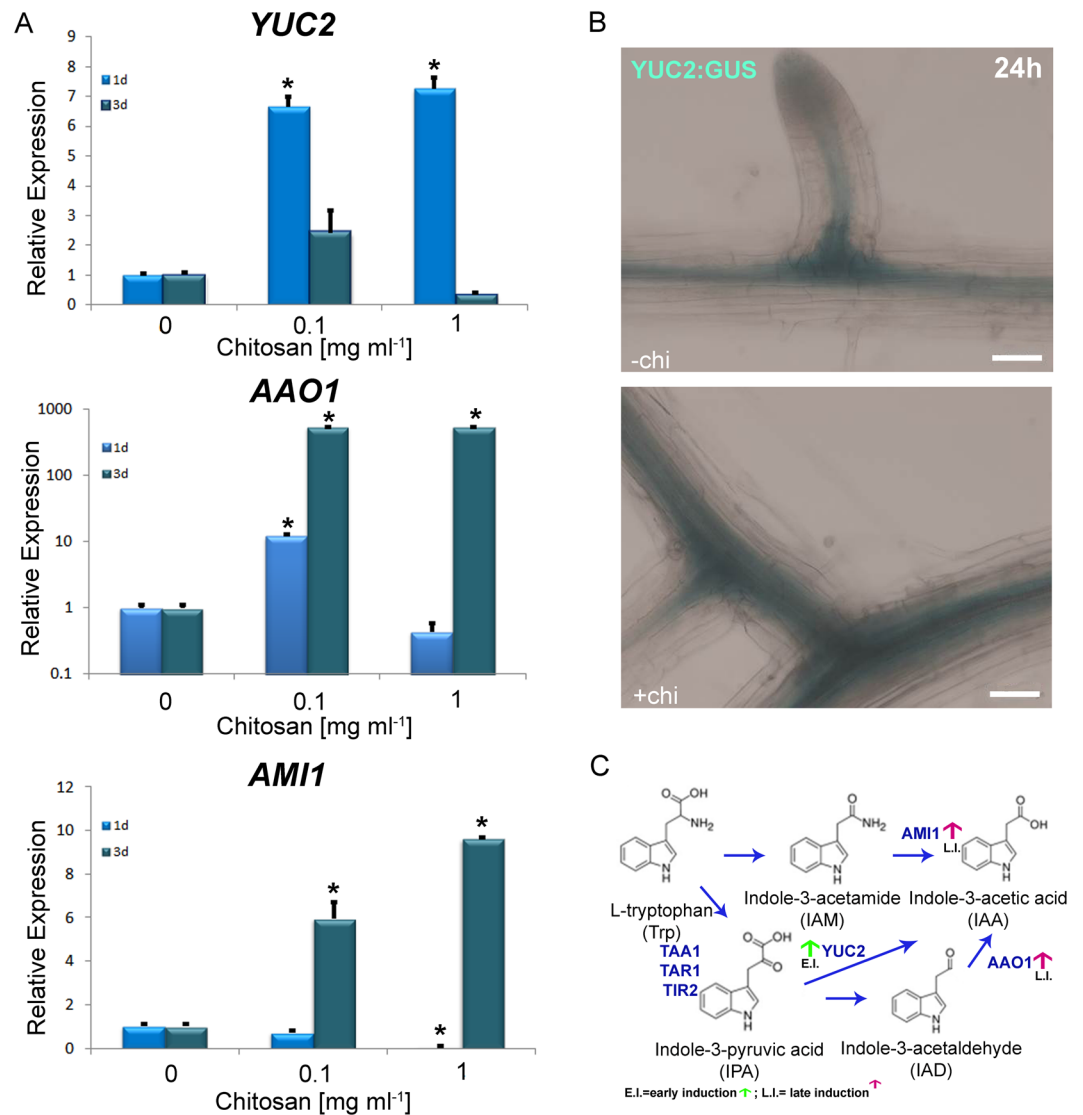 A
YUC2
9
8
7
6
5
4
3
2
1
0
Relative Expression
1d
3d
*
*
0
0.1
1
Chitosan [mg ml-1]
AAO1
1000
100
10
1
0.1
Relative Expression
1d
3d
*
*
*
0
0.1
1
Chitosan [mg ml-1]
AMI1
12
10
8
6
4
2
0
Relative Expression
1d
3d
*
*
*
0
0.1
1
Chitosan [mg ml-1]
B
YUC2:GUS
24h
-chi
+chi
C
O
OH
NH2
N
H
L-tryptophan
(Trp)
TAA1
TAR1
TIR2
O
NH2
N
H
Indole-3-acetamide
(IAM)
AMI1
L.I.
O
OH
N
H
Indole-3-acetic acid
(IAA)
O
OH
O
N
H
Indole-3-pyruvic acid
(IPA)
E.I.
YUC2
O
N
H
Indole-3-acetaldehyde
(IAD)
AAO1
L.I.
E.I.=early induction ; L.I.= late induction